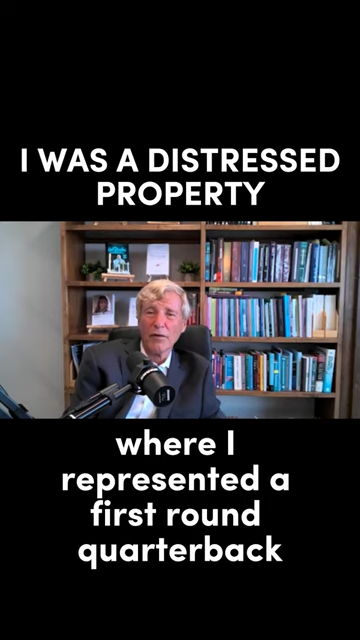 I WAS A DISTRESSED
PROPERTY
where I
represented a
first round
quarterback